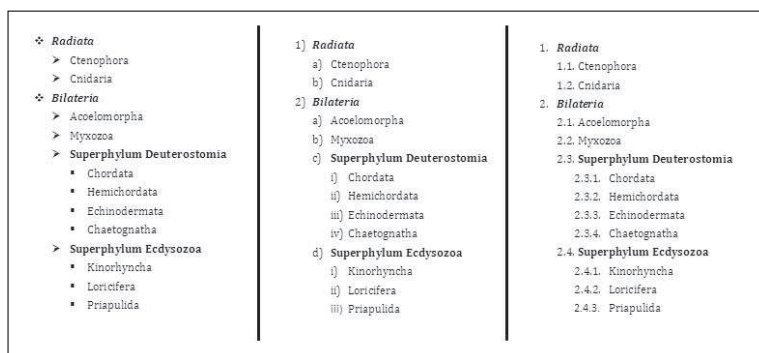 ❖ Radiata
➤ Ctenophora
➤ Cnidaria
❖ Bilateria
➤ Acoelomorpha
➤ Myxozoa
➤ Superphylum Deuterostomia
▪ Chordata
▪ Hemichordata
▪ Echinodermata
▪ Chaetognatha
➤ Superphylum Ecdysozoa
▪ Kinorhyncha
▪ Loricifera
▪ Priapulida
1) Radiata
a) Ctenophora
b) Cnidaria
2) Bilateria
a) Acoelomorpha
b) Myxozoa
c) Superphylum Deuterostomia
i) Chordata
ii) Hemichordata
iii) Echinodermata
iv) Chaetognatha
d) Superphylum Ecdysozoa
i) Kinorhyncha
ii) Loricifera
iii) Priapulida
1. Radiata
1.1. Ctenophora
1.2. Cnidaria
2. Bilateria
2.1. Acoelomorpha
2.2. Myxozoa
2.3. Superphylum Deuterostomia
2.3.1. Chordata
2.3.2. Hemichordata
2.3.3. Echinodermata
2.3.4. Chaetognatha
2.4. Superphylum Ecdysozoa
2.4.1. Kinorhyncha
2.4.2. Loricifera
2.4.3. Priapulida